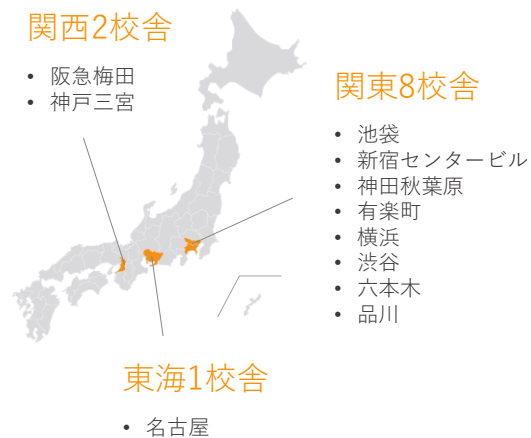 関西2校舎
• 阪急梅田
• 神戸三宮
関東8校舎
• 池袋
• 新宿センタービル
• 神田秋葉原
• 有楽町
• 横浜
• 渋谷
• 六本木
• 品川
東海1校舎
• 名古屋